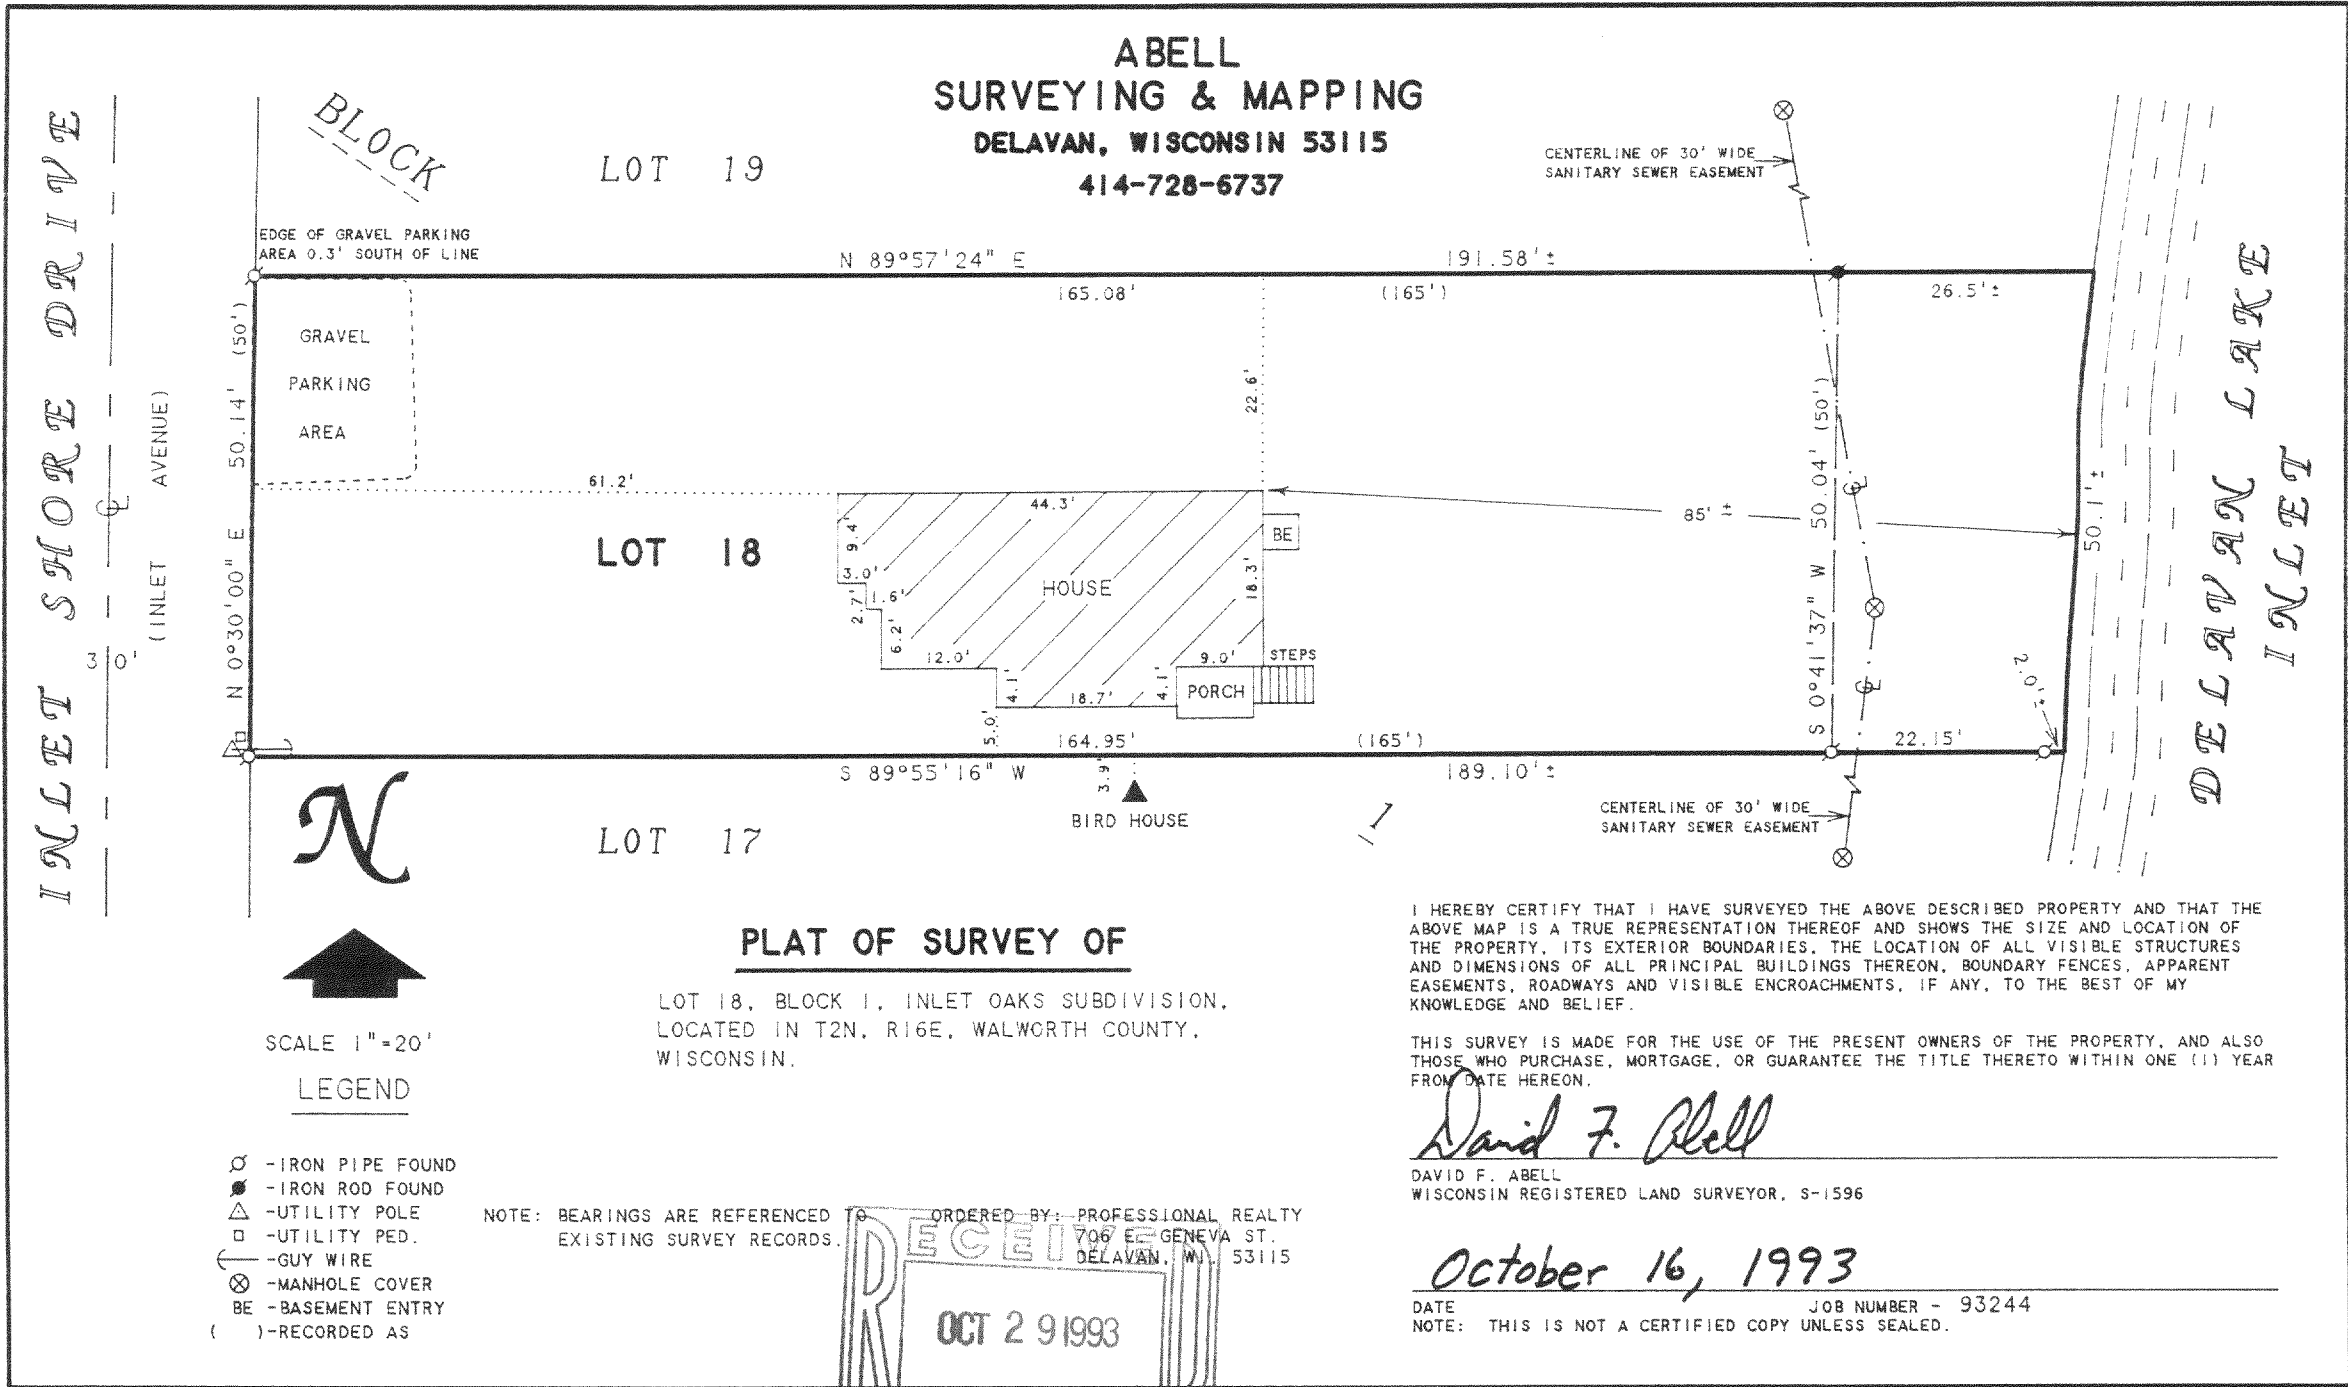 ABELL
SURVEYING & MAPPING
DELAVAN, WISCONSIN 53115
414-728-6737
INLET SHORE DRIVE
(INLET AVENUE)
30'
BLOCK
LOT 19
CENTERLINE OF 30' WIDE
SANITARY SEWER EASEMENT
EDGE OF GRAVEL PARKING
AREA 0.3' SOUTH OF LINE
N 89°57'24" E
191.58'±
165.08'
(165')
26.5'±
GRAVEL
PARKING
AREA
N 0°30'00" E 50.14' (50')
22.6'
61.2'
44.3'
85' ±
LOT 18
HOUSE
BE
9.4'
3.0'
2.7'
1.6'
6.2'
12.0'
4.1'
18.7'
4.1'
9.0'
18.3'
STEPS
PORCH
5.0'
S 0°41'37" W 50.04' (50')
50.1'±
2.0'±
DELAVAN LAKE
INLET
164.95'
(165')
22.15'
S 89°55'16" W
189.10'±
3.9'
BIRD HOUSE
1
LOT 17
CENTERLINE OF 30' WIDE
SANITARY SEWER EASEMENT
N
SCALE 1"=20'
PLAT OF SURVEY OF
LOT 18, BLOCK 1, INLET OAKS SUBDIVISION,
LOCATED IN T2N, R16E, WALWORTH COUNTY,
WISCONSIN.
LEGEND
-IRON PIPE FOUND
-IRON ROD FOUND
-UTILITY POLE
-UTILITY PED.
-GUY WIRE
-MANHOLE COVER
BE -BASEMENT ENTRY
( )-RECORDED AS
NOTE: BEARINGS ARE REFERENCED TO
EXISTING SURVEY RECORDS.
ORDERED BY: PROFESSIONAL REALTY
706 E. GENEVA ST.
DELAVAN, WI. 53115
RECEIVED
OCT 29 1993
I HEREBY CERTIFY THAT I HAVE SURVEYED THE ABOVE DESCRIBED PROPERTY AND THAT THE
ABOVE MAP IS A TRUE REPRESENTATION THEREOF AND SHOWS THE SIZE AND LOCATION OF
THE PROPERTY, ITS EXTERIOR BOUNDARIES, THE LOCATION OF ALL VISIBLE STRUCTURES
AND DIMENSIONS OF ALL PRINCIPAL BUILDINGS THEREON, BOUNDARY FENCES, APPARENT
EASEMENTS, ROADWAYS AND VISIBLE ENCROACHMENTS, IF ANY, TO THE BEST OF MY
KNOWLEDGE AND BELIEF.
THIS SURVEY IS MADE FOR THE USE OF THE PRESENT OWNERS OF THE PROPERTY, AND ALSO
THOSE WHO PURCHASE, MORTGAGE, OR GUARANTEE THE TITLE THERETO WITHIN ONE (1) YEAR
FROM DATE HEREON.
David F. Abell
DAVID F. ABELL
WISCONSIN REGISTERED LAND SURVEYOR, S-1596
October 16, 1993
DATE
JOB NUMBER - 93244
NOTE: THIS IS NOT A CERTIFIED COPY UNLESS SEALED.